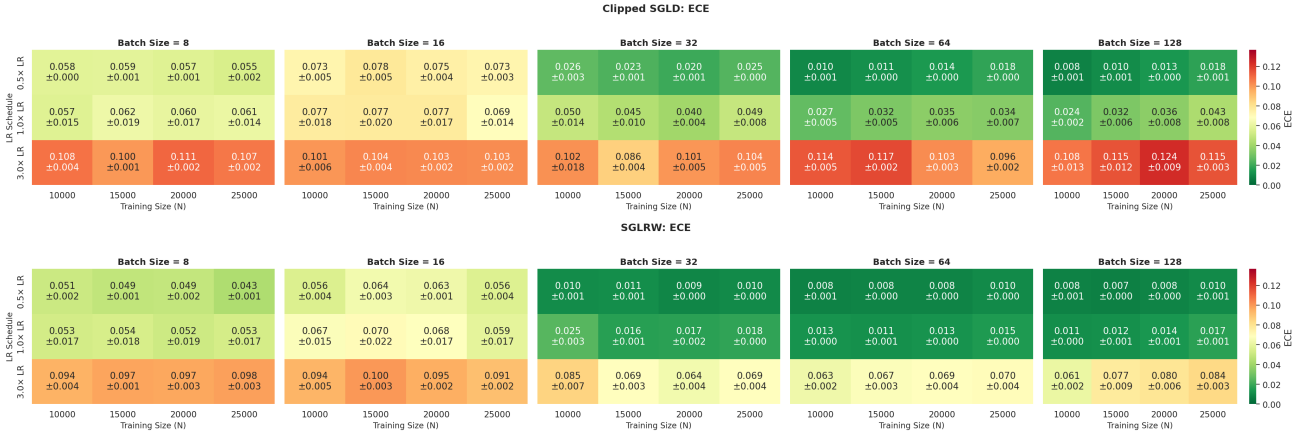 Clipped SGLD: ECE
Batch Size = 8
Batch Size = 16
Batch Size = 32
Batch Size = 64
Batch Size = 128
LR Schedule
0.5× LR
0.058 0.059 0.057 0.055 0.073 0.078 0.075 0.073 0.026 0.023 0.020 0.025 0.010 0.011 0.014 0.018 0.008 0.010 0.013 0.018
±0.000 ±0.001 ±0.001 ±0.002 ±0.005 ±0.005 ±0.004 ±0.003 ±0.003 ±0.001 ±0.001 ±0.000 ±0.001 ±0.000 ±0.000 ±0.000 ±0.001 ±0.001 ±0.000 ±0.001
1.0× LR
0.057 0.062 0.060 0.061 0.077 0.077 0.077 0.069 0.050 0.045 0.040 0.049 0.027 0.032 0.035 0.034 0.024 0.032 0.036 0.043
±0.015 ±0.019 ±0.017 ±0.014 ±0.018 ±0.020 ±0.017 ±0.014 ±0.014 ±0.010 ±0.004 ±0.008 ±0.005 ±0.005 ±0.006 ±0.007 ±0.002 ±0.006 ±0.008 ±0.008
3.0× LR
0.108 0.100 0.111 0.107 0.101 0.104 0.103 0.103 0.102 0.086 0.101 0.104 0.114 0.117 0.103 0.096 0.108 0.115 0.124 0.115
±0.004 ±0.001 ±0.002 ±0.002 ±0.006 ±0.004 ±0.002 ±0.002 ±0.018 ±0.004 ±0.005 ±0.005 ±0.005 ±0.002 ±0.003 ±0.002 ±0.013 ±0.012 ±0.009 ±0.003
10000 15000 20000 25000 10000 15000 20000 25000 10000 15000 20000 25000 10000 15000 20000 25000 10000 15000 20000 25000
Training Size (N)
Training Size (N)
Training Size (N)
Training Size (N)
Training Size (N)
0.12
0.10
0.08
0.06
0.04
0.02
0.00
ECE
SGLRW: ECE
Batch Size = 8
Batch Size = 16
Batch Size = 32
Batch Size = 64
Batch Size = 128
LR Schedule
0.5× LR
0.051 0.049 0.049 0.043 0.056 0.064 0.063 0.056 0.010 0.011 0.009 0.010 0.008 0.008 0.008 0.010 0.008 0.007 0.008 0.010
±0.002 ±0.001 ±0.002 ±0.001 ±0.004 ±0.003 ±0.001 ±0.004 ±0.001 ±0.001 ±0.000 ±0.000 ±0.001 ±0.001 ±0.000 ±0.000 ±0.001 ±0.000 ±0.000 ±0.001
1.0× LR
0.053 0.054 0.052 0.053 0.067 0.070 0.068 0.059 0.025 0.016 0.017 0.018 0.013 0.013 0.013 0.015 0.011 0.012 0.014 0.017
±0.017 ±0.018 ±0.019 ±0.017 ±0.015 ±0.022 ±0.017 ±0.017 ±0.003 ±0.001 ±0.002 ±0.000 ±0.000 ±0.001 ±0.000 ±0.000 ±0.000 ±0.000 ±0.001 ±0.001
3.0× LR
0.094 0.097 0.097 0.098 0.094 0.100 0.095 0.091 0.085 0.069 0.064 0.069 0.063 0.067 0.069 0.070 0.061 0.077 0.080 0.084
±0.004 ±0.001 ±0.003 ±0.003 ±0.005 ±0.003 ±0.002 ±0.002 ±0.007 ±0.003 ±0.004 ±0.004 ±0.002 ±0.003 ±0.004 ±0.004 ±0.002 ±0.009 ±0.006 ±0.003
10000 15000 20000 25000 10000 15000 20000 25000 10000 15000 20000 25000 10000 15000 20000 25000 10000 15000 20000 25000
Training Size (N)
Training Size (N)
Training Size (N)
Training Size (N)
Training Size (N)
0.12
0.10
0.08
0.06
0.04
0.02
0.00
ECE